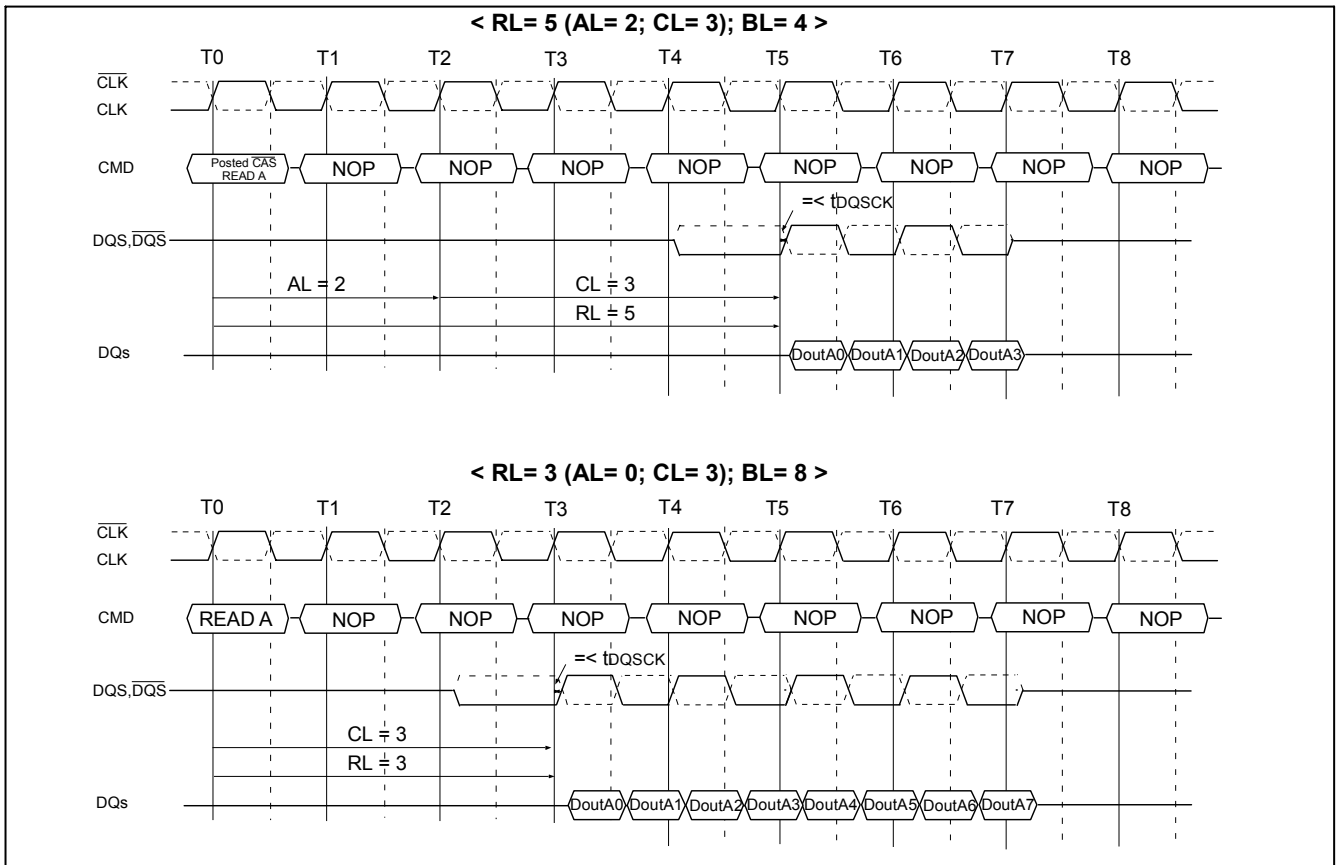 < RL= 5 (AL= 2; CL= 3); BL= 4 >
T0 T1 T2 T3 T4 T5 T6 T7 T8
CLK
CLK
CMD Posted CAS READ A NOP NOP NOP NOP NOP NOP NOP NOP
=< tDQSCK
DQS,DQS
AL = 2 CL = 3
RL = 5
DQs DoutA0 DoutA1 DoutA2 DoutA3
< RL= 3 (AL= 0; CL= 3); BL= 8 >
T0 T1 T2 T3 T4 T5 T6 T7 T8
CLK
CLK
CMD READ A NOP NOP NOP NOP NOP NOP NOP NOP
=< tDQSCK
DQS,DQS
CL = 3
RL = 3
DQs DoutA0 DoutA1 DoutA2 DoutA3 DoutA4 DoutA5 DoutA6 DoutA7